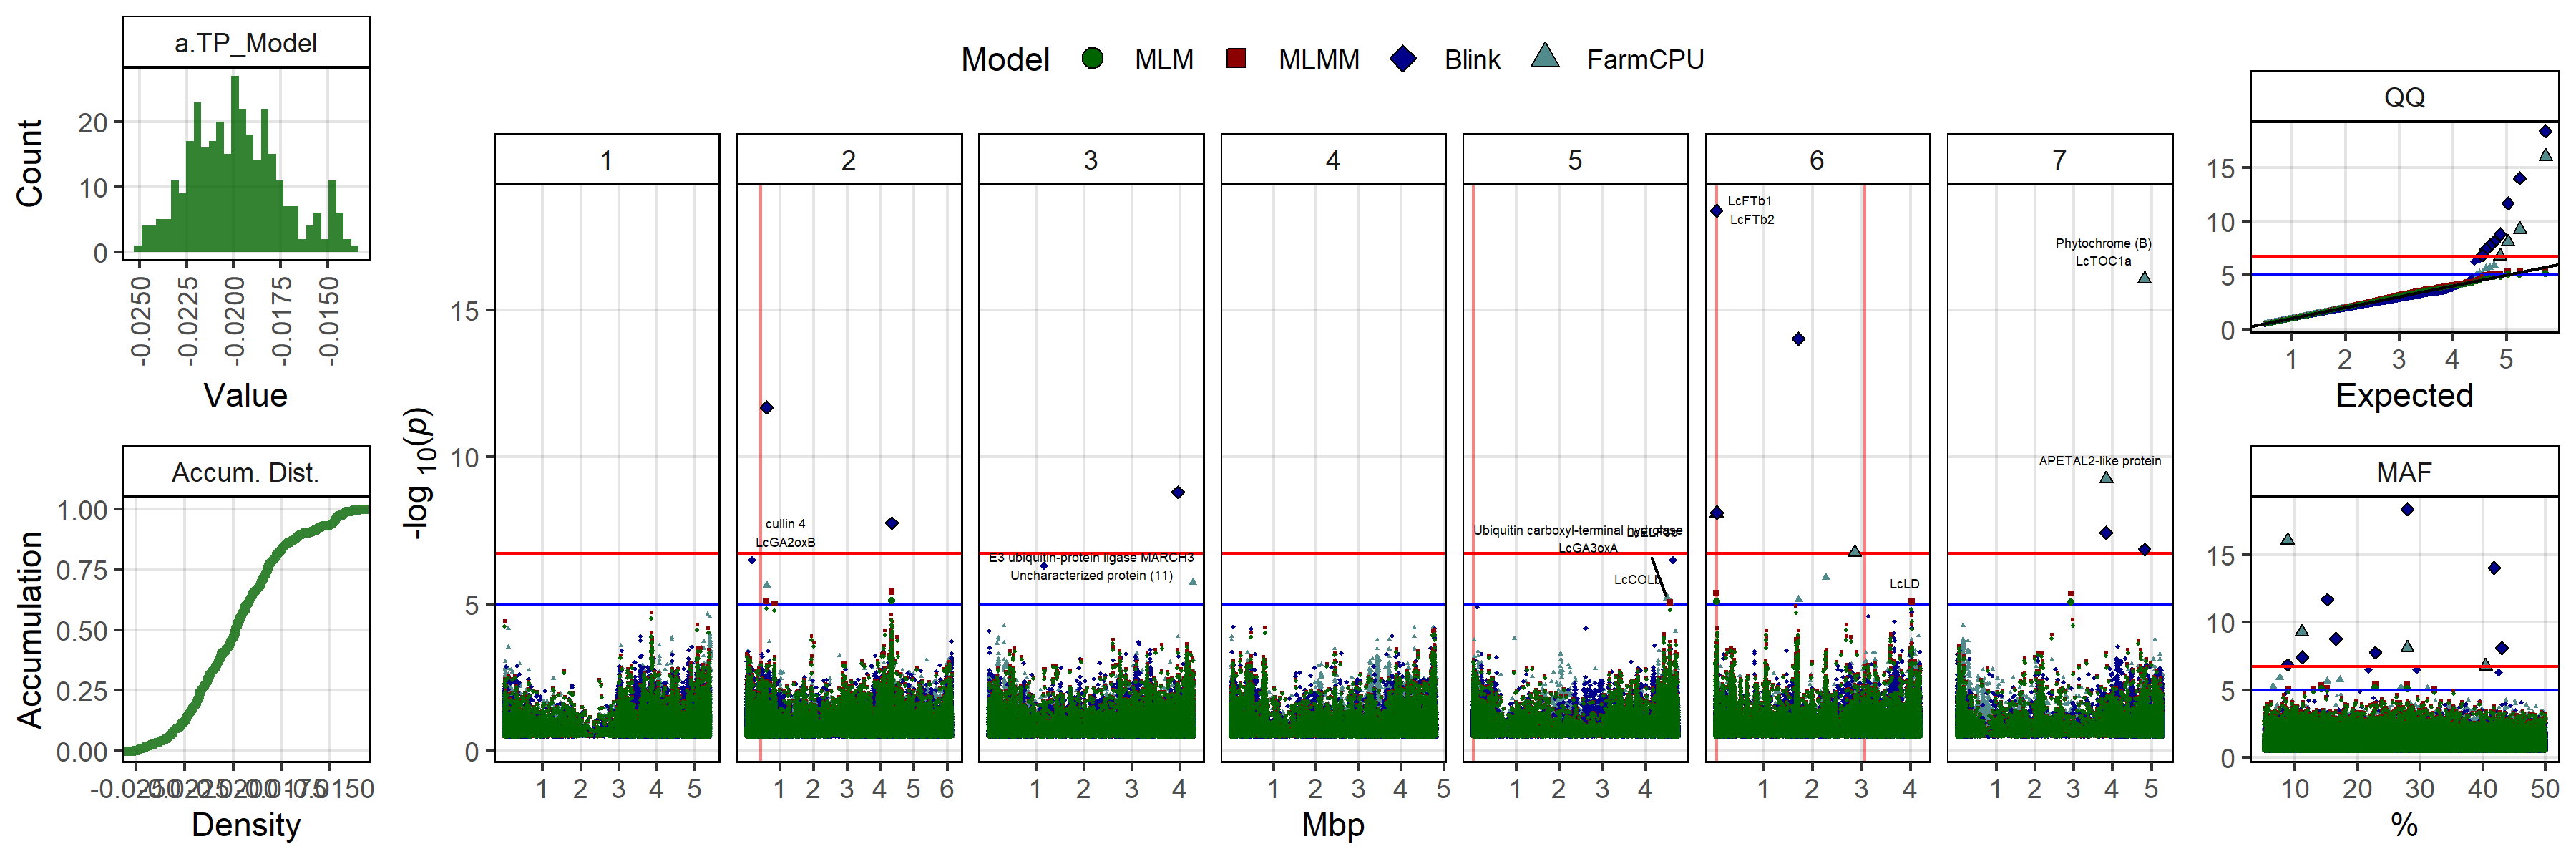 a.TP_Model
Count
20
10
0
-0.0250
-0.0225
-0.0200
-0.0175
-0.0150
Value
Accum. Dist.
Accumulation
1.00
0.75
0.50
0.25
0.00
-0.0250
-0.0225
-0.0200
-0.0175
-0.0150
Density
Model MLM MLMM Blink FarmCPU
1 2 3 4 5 6 7
-log 10(p)
15
10
5
0
cullin 4
LcGA2oxB
E3 ubiquitin-protein ligase MARCH3
Uncharacterized protein (11)
Ubiquitin carboxyl-terminal hydrolase
LcELF3b
LcGA3oxA
LcCOLb
LcFTb1
LcFTb2
LcLD
Phytochrome (B)
LcTOC1a
APETAL2-like protein
1 2 3 4 5
1 2 3 4 5 6
1 2 3 4
1 2 3 4 5
1 2 3 4
1 2 3 4
1 2 3 4 5
Mbp
QQ
15
10
5
0
1 2 3 4 5
Expected
MAF
15
10
5
0
10 20 30 40 50
%